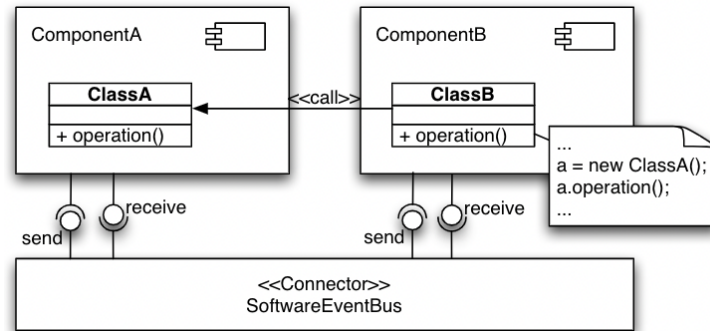 ComponentA
ComponentB
ClassA
<<call>>
ClassB
+ operation()
+ operation()
...
a = new ClassA();
a.operation();
...
send
receive
send
receive
<<Connector>>
SoftwareEventBus